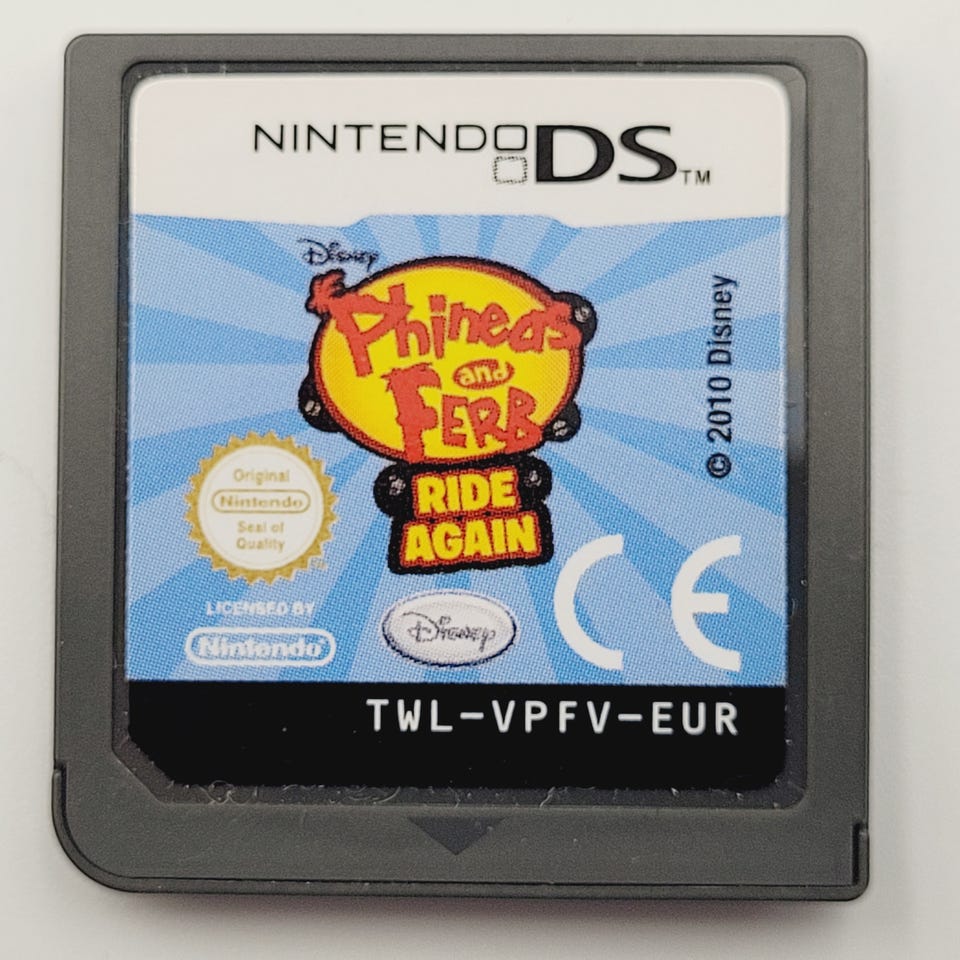 NINTENDO DS™
Disney
Phineas
and
FERB
RIDE
AGAIN
© 2010 Disney
Original
Nintendo
Seal of
Quality
LICENSED BY
Nintendo
Disney
CE
TWL-VPFV-EUR